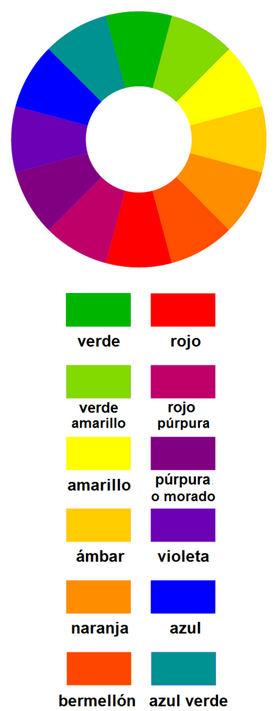 verde
rojo
verde
amarillo
rojo
púrpura
amarillo
púrpura
o morado
ámbar
violeta
naranja
azul
bermellón
azul verde